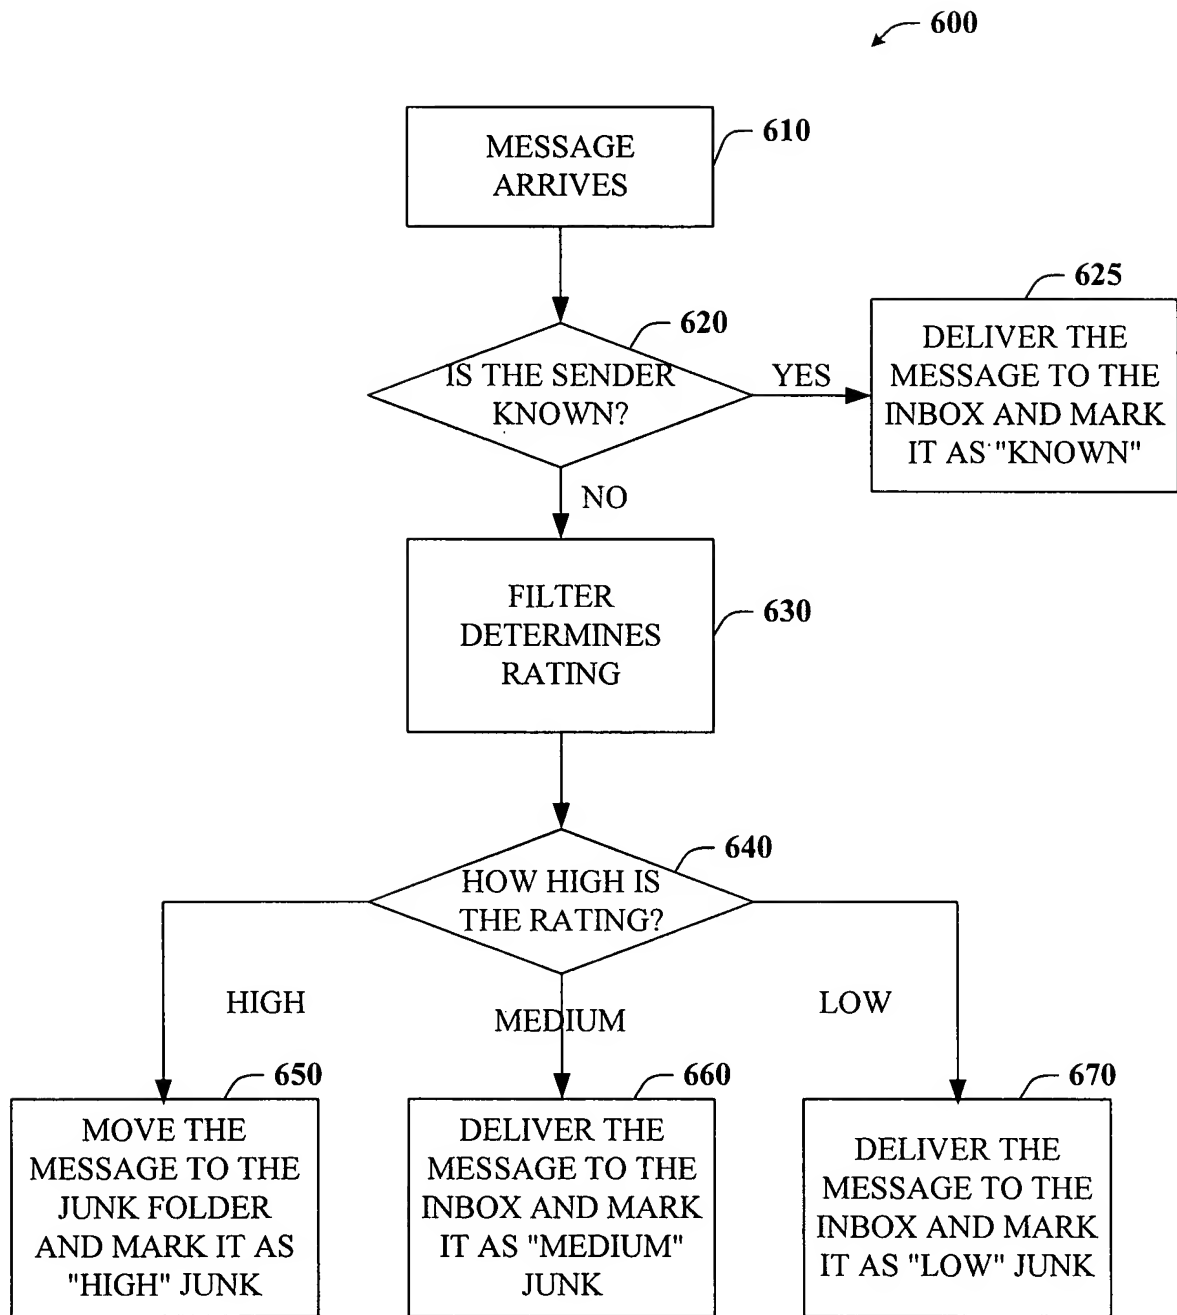 600
MESSAGE
ARRIVES
610
IS THE SENDER
KNOWN?
620
YES
625
DELIVER THE
MESSAGE TO THE
INBOX AND MARK
IT AS "KNOWN"
NO
FILTER
DETERMINES
RATING
630
HOW HIGH IS
THE RATING?
640
HIGH
MEDIUM
LOW
650
MOVE THE
MESSAGE TO THE
JUNK FOLDER
AND MARK IT AS
"HIGH" JUNK
660
DELIVER THE
MESSAGE TO THE
INBOX AND MARK
IT AS "MEDIUM"
JUNK
670
DELIVER THE
MESSAGE TO THE
INBOX AND MARK
IT AS "LOW" JUNK